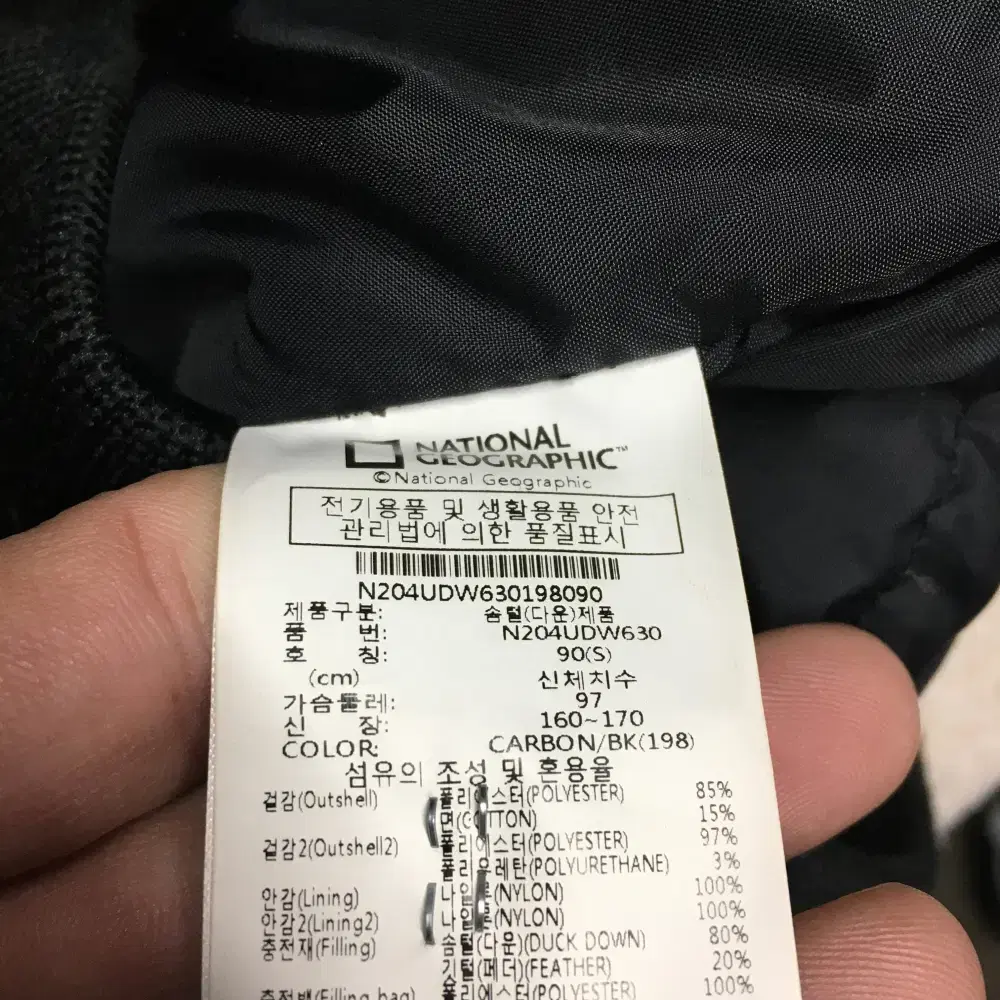 NATIONAL
GEOGRAPHIC™
©National Geographic
전기용품 및 생활용품 안전
관리법에 의한 품질표시
N204UDW630198090
제품구분: 솜털(다운)제품
품 번: N204UDW630
호 칭: 90(S)
(cm) 신체치수
가슴둘레: 97
신 장: 160~170
COLOR: CARBON/BK(198)
섬유의 조성 및 혼용율
겉감(Outshell) 폴리에스터(POLYESTER) 85%
면(COTTON) 15%
겉감2(Outshell2) 폴리에스터(POLYESTER) 97%
폴리우레탄(POLYURETHANE) 3%
안감(Lining) 나일론(NYLON) 100%
안감2(Lining2) 나일론(NYLON) 100%
충전재(Filling) 솜털(다운)(DUCK DOWN) 80%
기털(페더)(FEATHER) 20%
충전백(Filling bag) 폴리에스터(POLYESTER) 100%